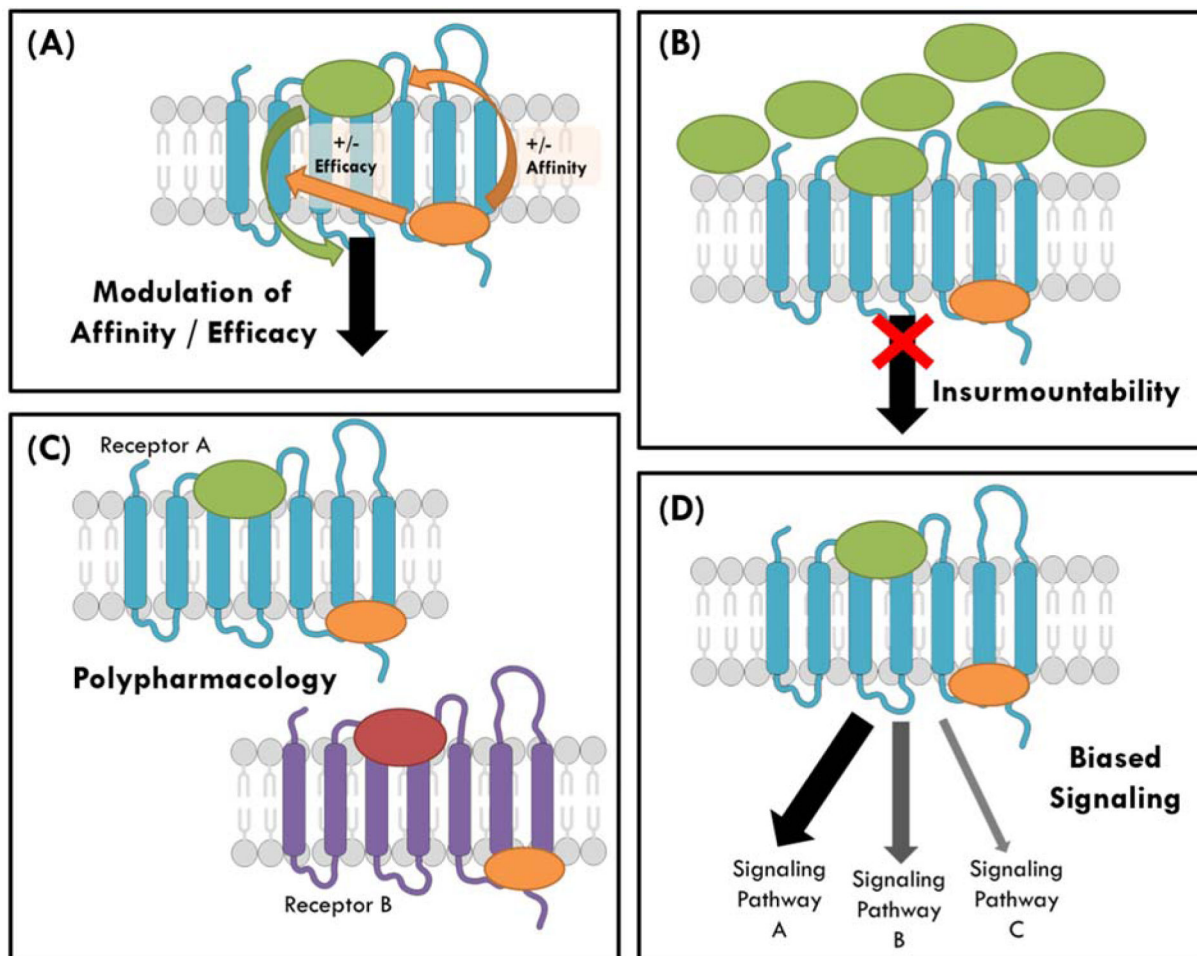 (A)
+/-
Efficacy
+/-
Affinity
Modulation of
Affinity / Efficacy
(B)
Insurmountability
(C)
Receptor A
Polypharmacology
Receptor B
(D)
Biased
Signaling
Signaling
Pathway
A
Signaling
Pathway
B
Signaling
Pathway
C